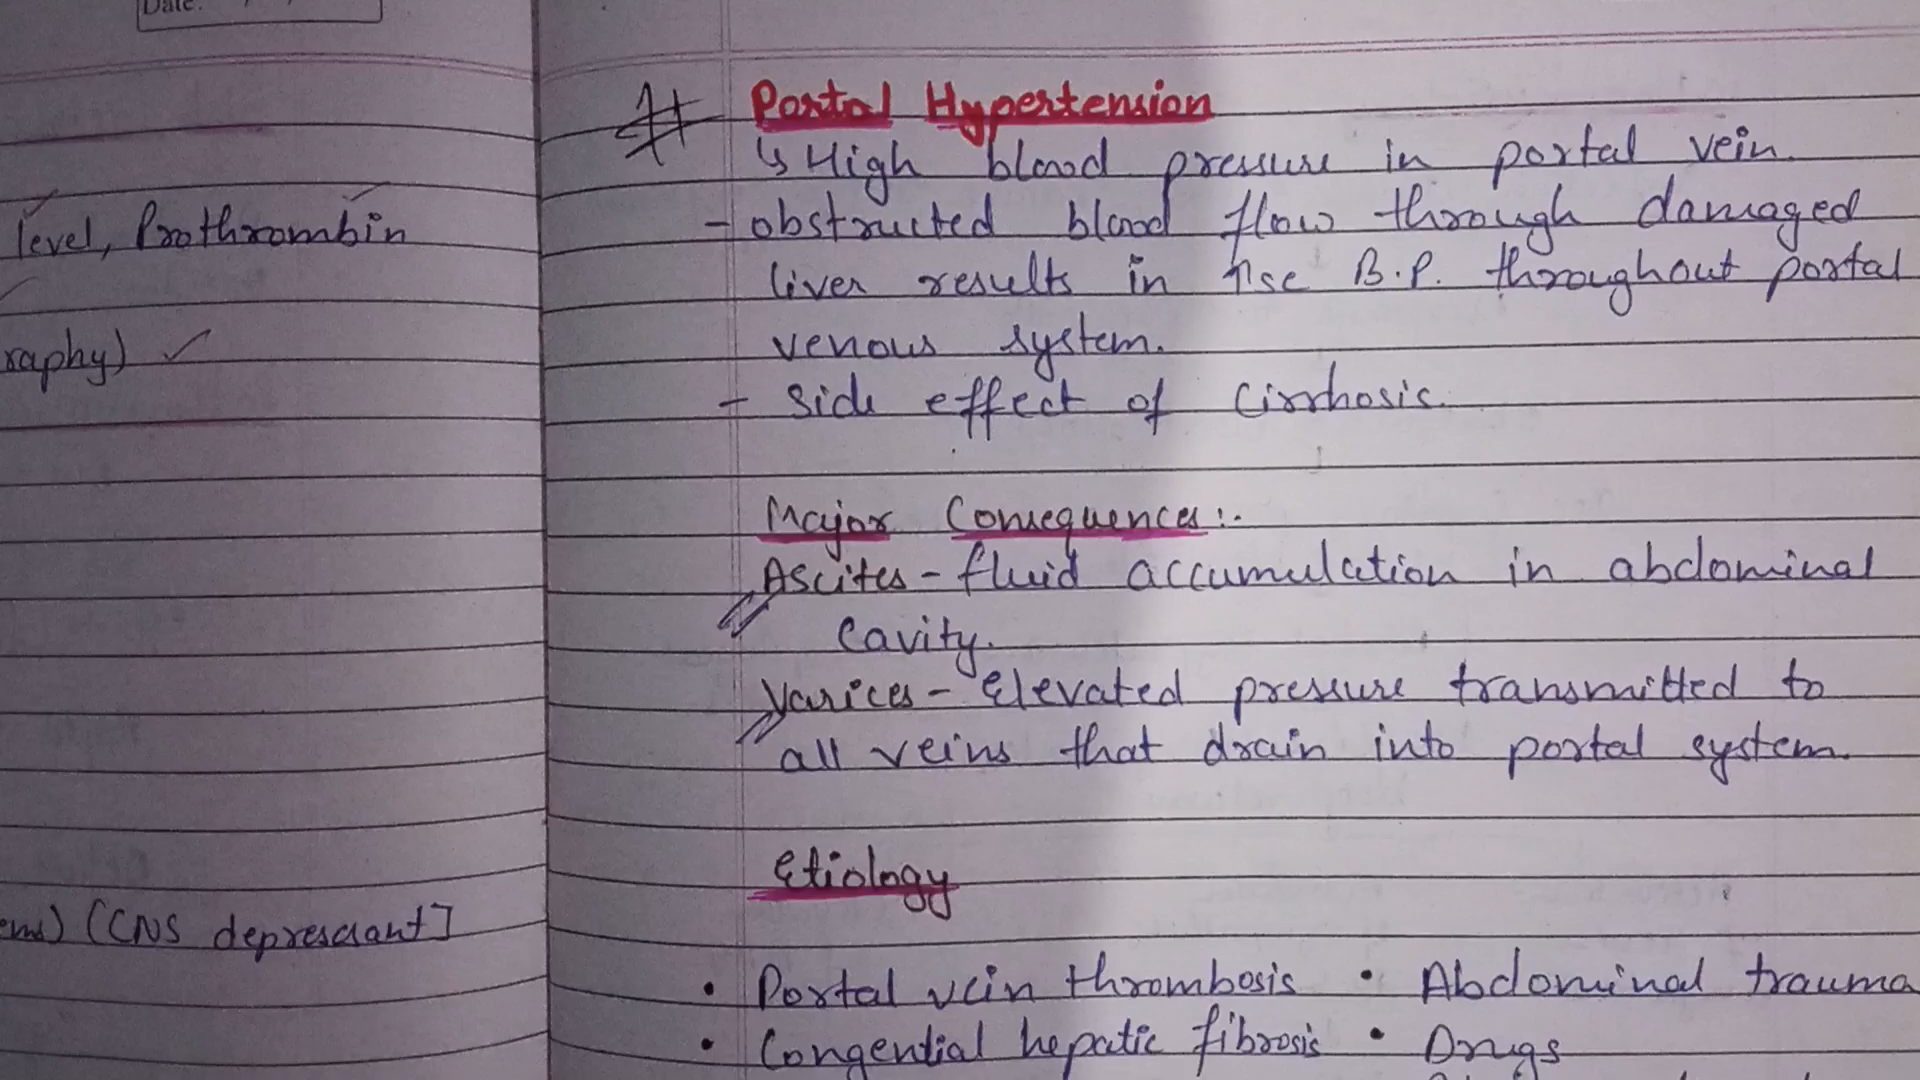 Date:
level, Prothrombin
raphy)
(CNS depressant]
# Portal Hypertension
↳ High blood pressure in portal vein.
- obstructed blood flow through damaged
liver results in rise B.P. throughout portal
venous system.
- side effect of Cirrhosis.
Major Consequences:-
Ascites - fluid accumulation in abdominal
Cavity.
Varices - Elevated pressure transmitted to
all veins that drain into portal system.
Etiology
• Portal vein thrombosis • Abdominal trauma
• Congential hepatic fibrosis • Drugs